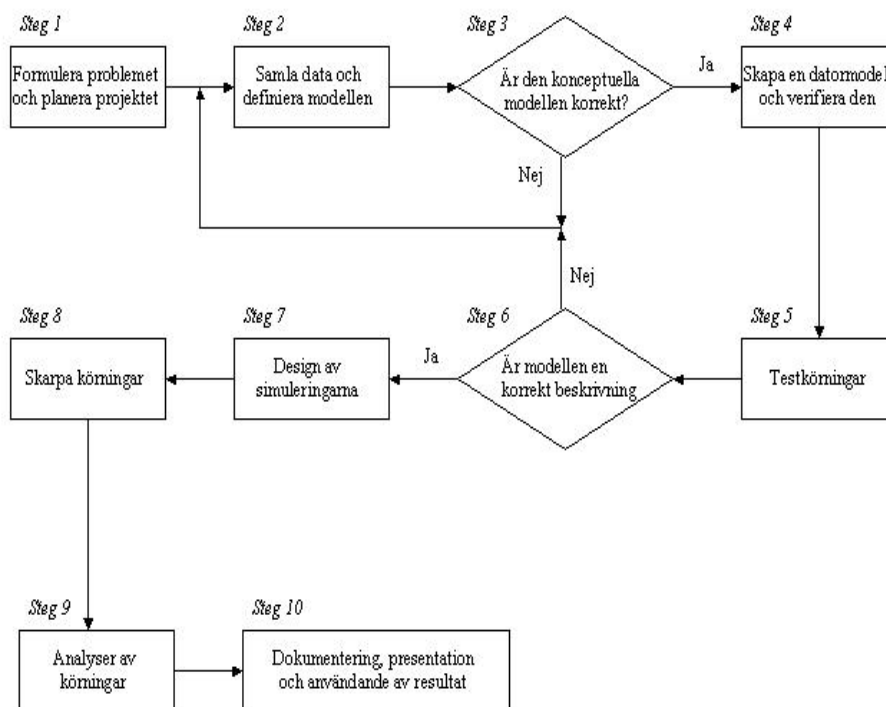 Steg 1
Formulera problemet
och planera projektet
Steg 2
Samla data och
definiera modellen
Steg 3
Är den konceptuella
modellen korrekt?
Ja
Nej
Steg 4
Skapa en datormodel
och verifiera den
Steg 5
Testkörningar
Steg 6
Är modellen en
korrekt beskrivning
Nej
Ja
Steg 7
Design av
simuleringarna
Steg 8
Skarpa körningar
Steg 9
Analyser av
körningar
Steg 10
Dokumentering, presentation
och användande av resultat